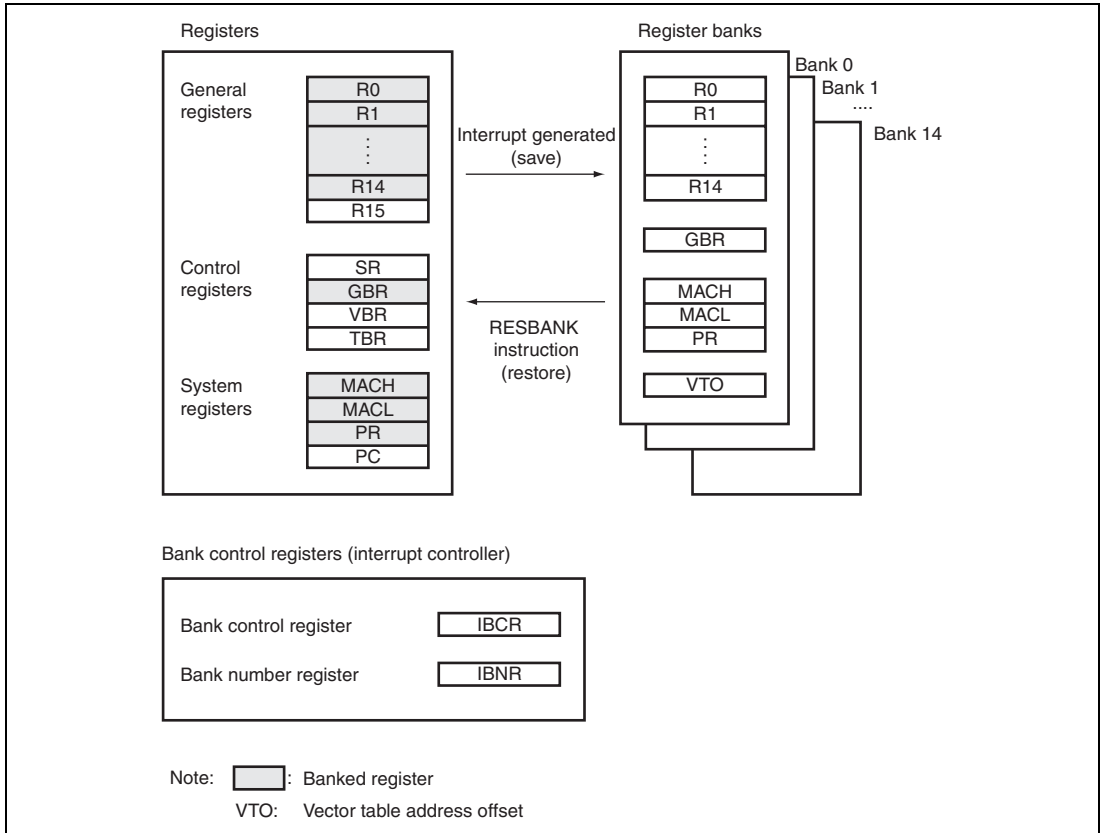 Registers
General
registers
R0
R1
⋮
R14
R15
Control
registers
SR
GBR
VBR
TBR
System
registers
MACH
MACL
PR
PC
Interrupt generated
(save)
RESBANK
instruction
(restore)
Register banks
Bank 0
Bank 1
....
Bank 14
R0
R1
⋮
R14
GBR
MACH
MACL
PR
VTO
Bank control registers (interrupt controller)
Bank control register
IBCR
Bank number register
IBNR
Note: : Banked register
VTO: Vector table address offset